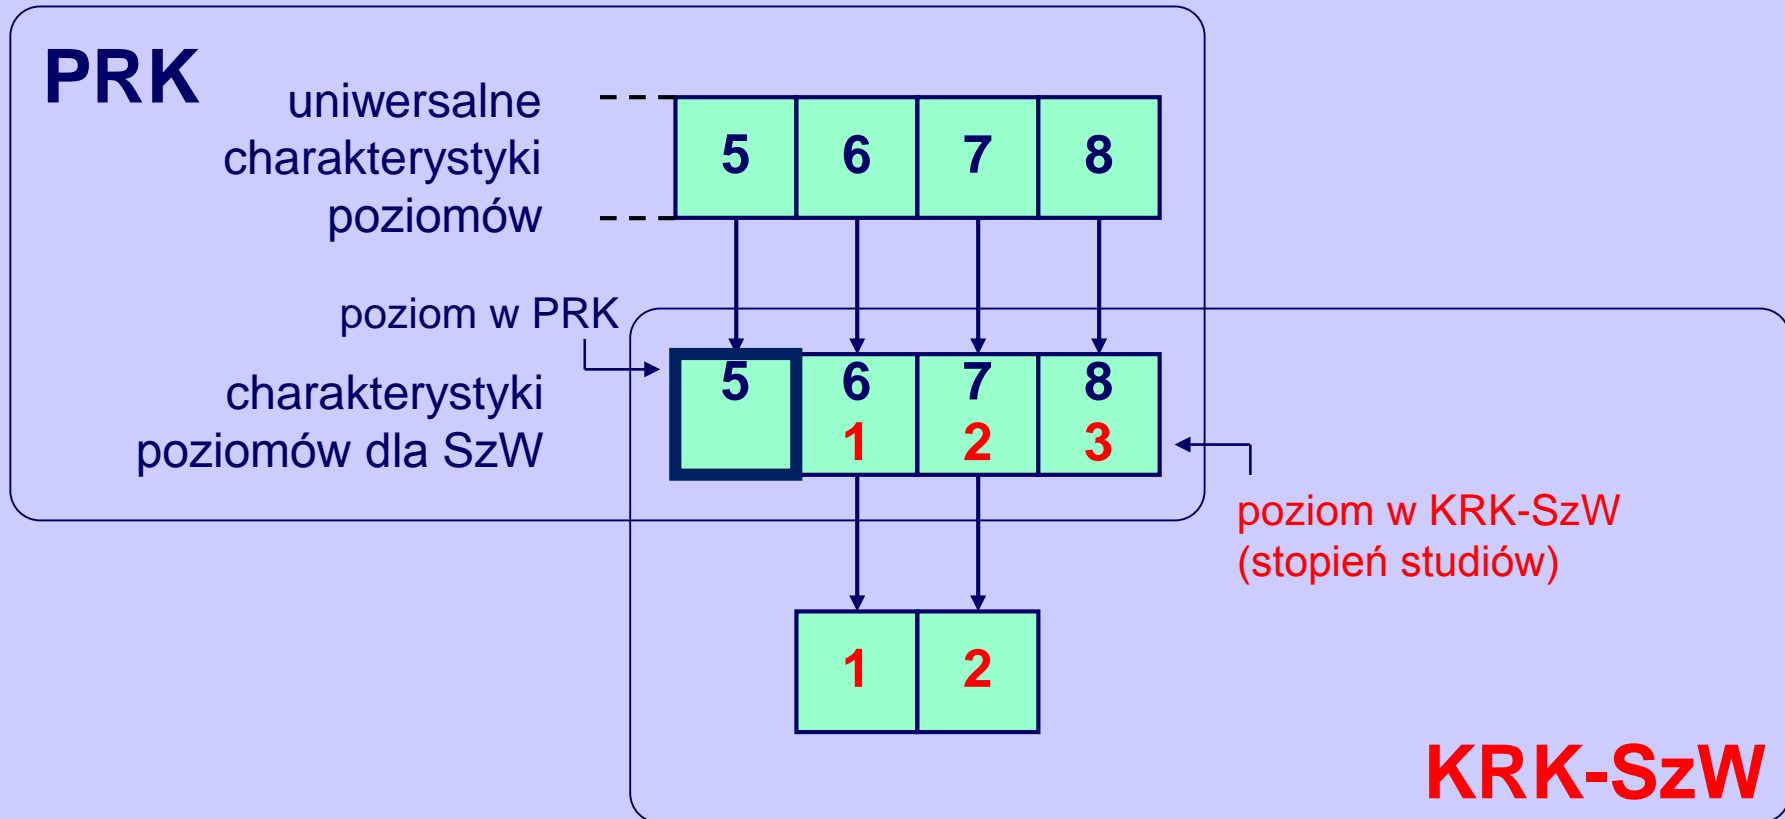 PRK
uniwersalne
charakterystyki
poziomów
5 6 7 8
poziom w PRK
charakterystyki
poziomów dla SzW
5 6 7 8
1 2 3
poziom w KRK-SzW
(stopień studiów)
1 2
KRK-SzW